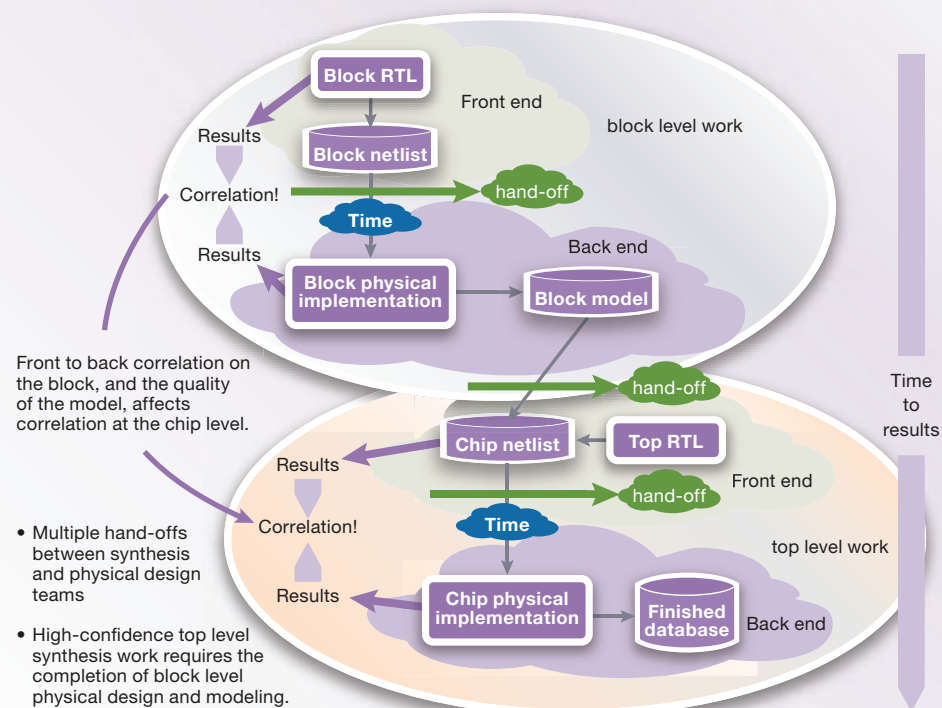 Block RTL
Front end
block level work
Results
Block netlist
Correlation!
hand-off
Time
Results
Back end
Block physical
implementation
Block model
Front to back correlation on
the block, and the quality
of the model, affects
correlation at the chip level.
hand-off
Time
to
results
Chip netlist
Top RTL
Results
Front end
hand-off
Correlation!
Time
top level work
• Multiple hand-offs
between synthesis
and physical design
teams
Results
Chip physical
implementation
Finished
database
Back end
• High-confidence top level
synthesis work requires the
completion of block level
physical design and modeling.